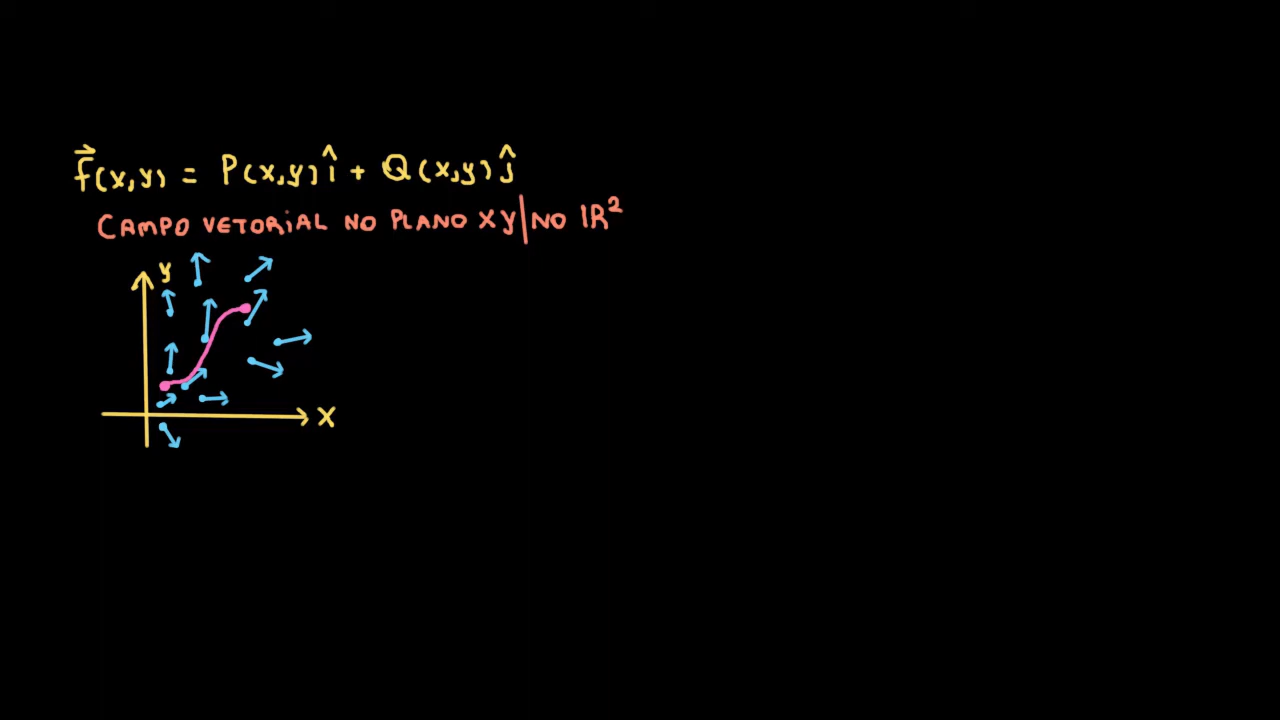 f⃗(x,y) = P(x,y)î + Q(x,y)ĵ
CAMPO VETORIAL NO PLANO XY|NO IR²
y
X